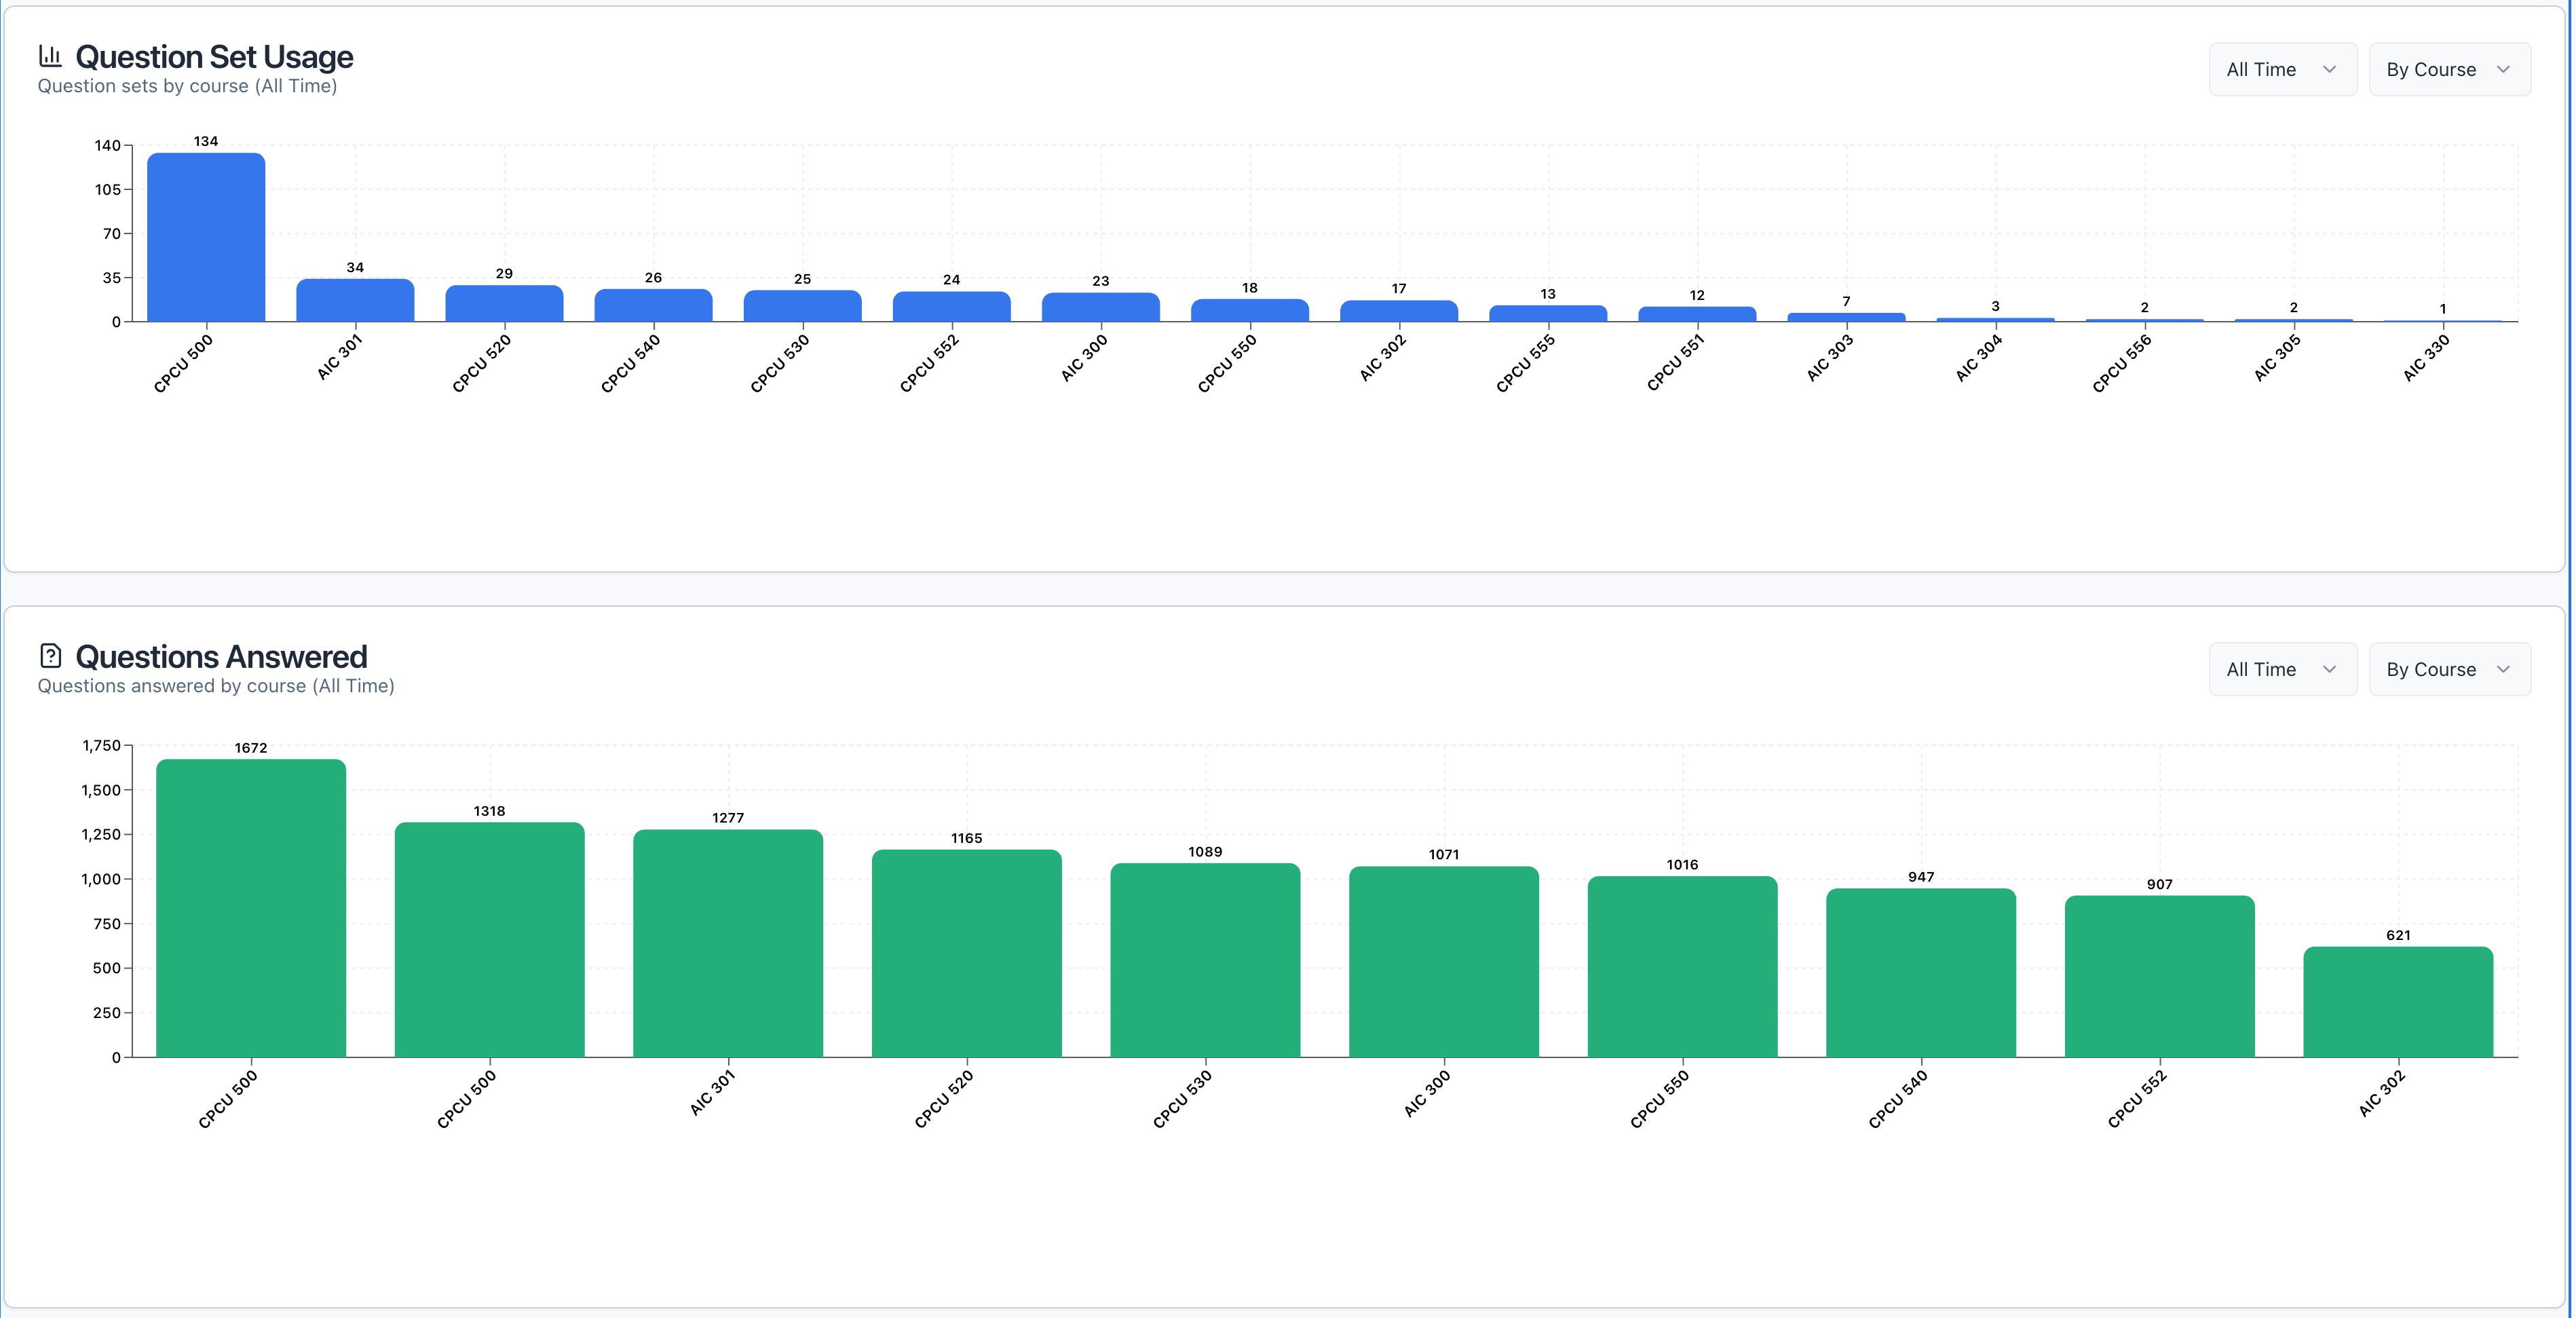 Question Set Usage
Question sets by course (All Time)
All Time
By Course
140
105
70
35
0
134
34
29
26
25
24
23
18
17
13
12
7
3
2
2
1
CPCU 500
AIC 301
CPCU 520
CPCU 540
CPCU 530
CPCU 552
AIC 300
CPCU 550
AIC 302
CPCU 555
CPCU 551
AIC 303
AIC 304
CPCU 556
AIC 305
AIC 330
Questions Answered
Questions answered by course (All Time)
All Time
By Course
1,750
1,500
1,250
1,000
750
500
250
0
1672
1318
1277
1165
1089
1071
1016
947
907
621
CPCU 500
CPCU 500
AIC 301
CPCU 520
CPCU 530
AIC 300
CPCU 550
CPCU 540
CPCU 552
AIC 302